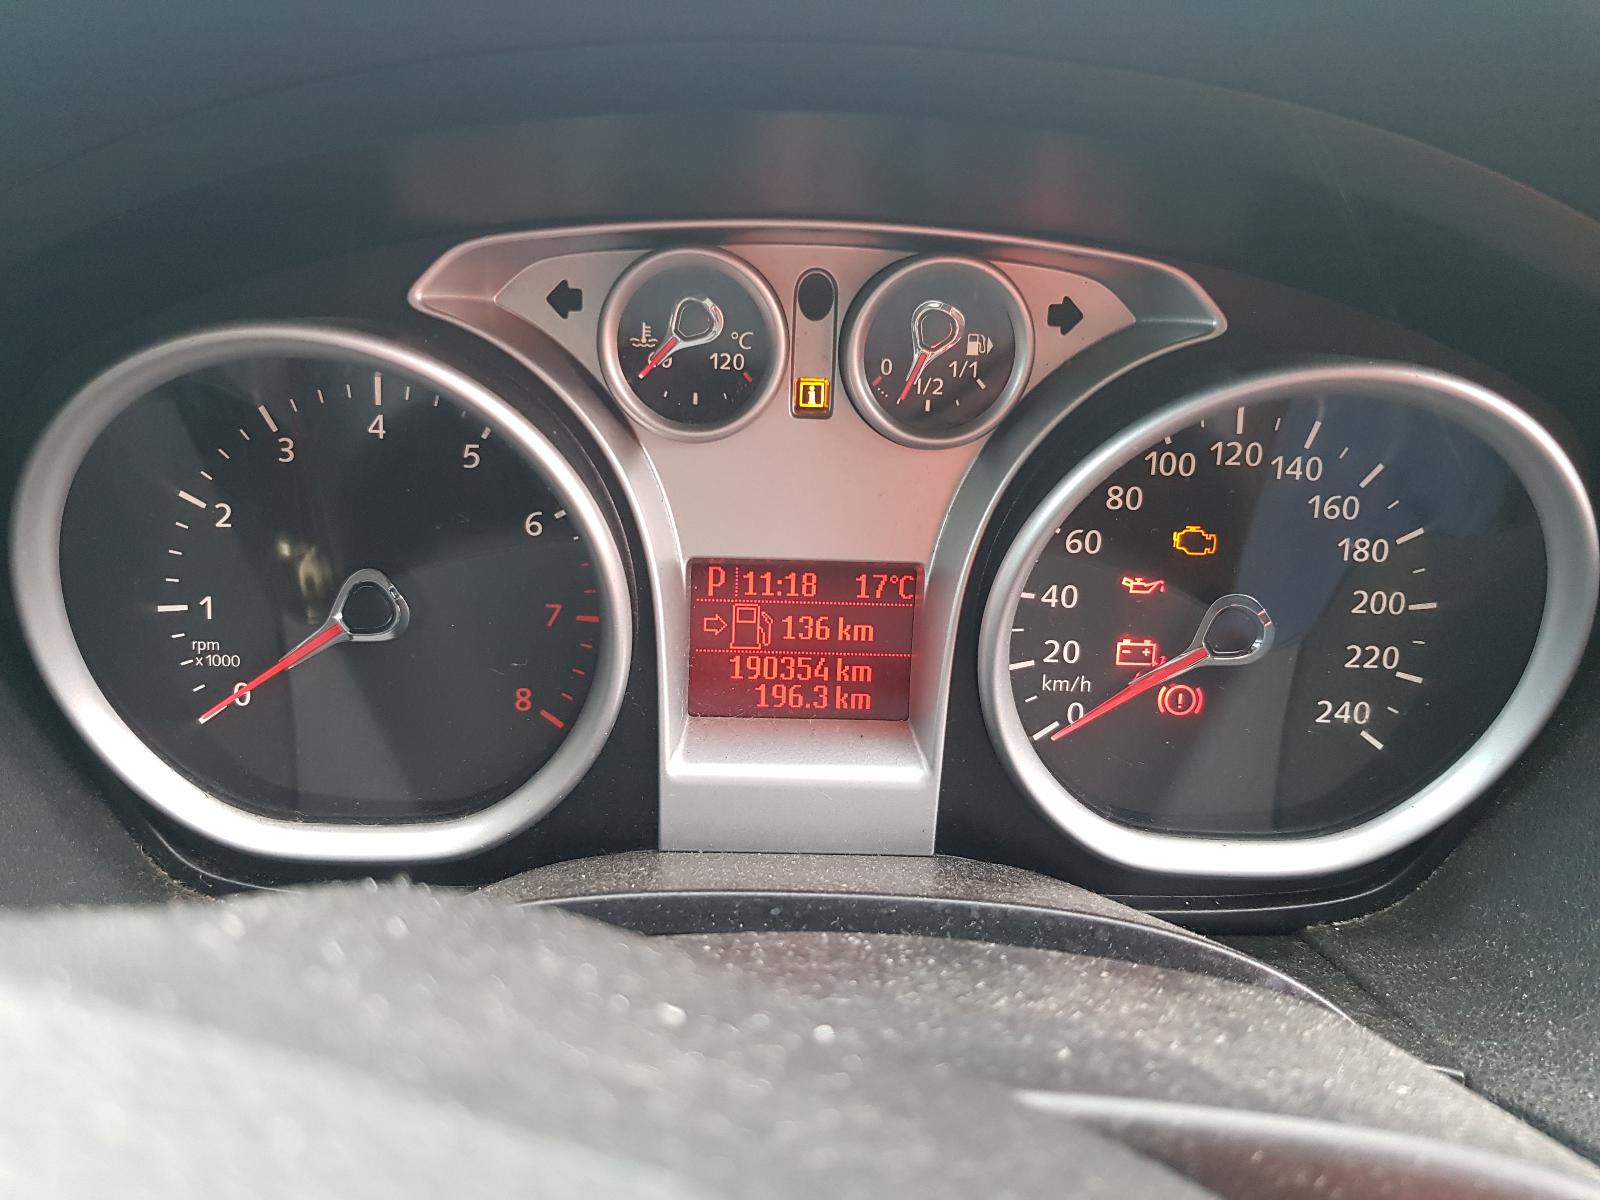 °C
60 120
0 1/2 1/1
i
0 1 2 3 4 5 6 7 8
rpm
x1000
P 11:18 17°C
136 km
190354 km
196.3 km
0 20 40 60 80 100 120 140 160 180 200 220 240
km/h